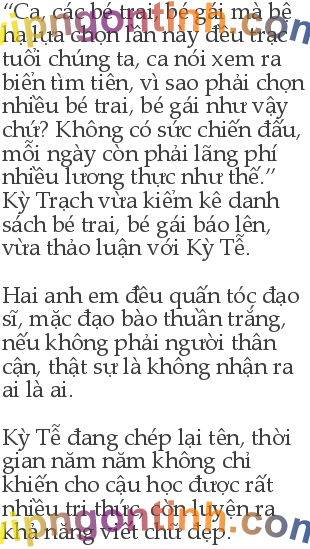 “Ca, các bé trai, bé gái mà bệ
hạ lựa chọn lần này đều trạc
tuổi chúng ta, ca nói xem ra
biển tìm tiên, vì sao phải chọn
nhiều bé trai, bé gái như vậy
chứ? Không có sức chiến đấu,
mỗi ngày còn phải lãng phí
nhiều lương thực như thế.”
Kỳ Trạch vừa kiểm kê danh
sách bé trai, bé gái báo lên,
vừa thảo luận với Kỳ Tễ.

Hai anh em đều quấn tóc đạo
sĩ, mặc đạo bào thuần trắng,
nếu không phải người thân
cận, thật sự là không nhận ra
ai là ai.

Kỳ Tễ đang chép lại tên, thời
gian năm năm không chỉ
khiến cho cậu học được rất
nhiều tri thức, còn luyện ra
khả năng viết chữ đẹp.